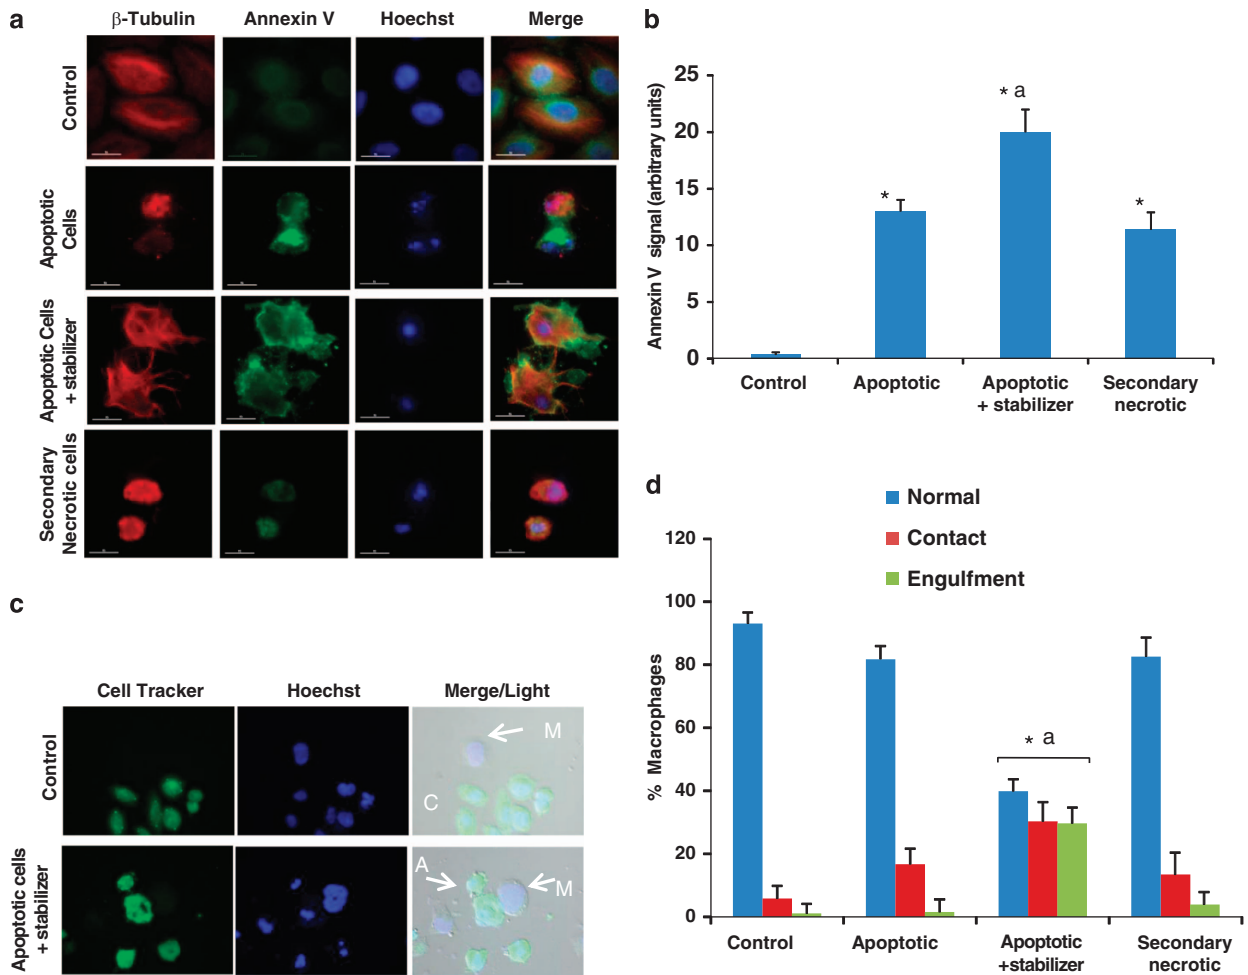 a
β-Tubulin Annexin V Hoechst Merge
Control
Apoptotic
Cells
Apoptotic Cells
+ stabilizer
Secondary
Necrotic cells
b
Annexin V signal (arbitrary units)
25
20
15
10
5
0
*
* a
*
Control Apoptotic Apoptotic
+ stabilizer
Secondary
necrotic
c
Cell Tracker Hoechst Merge/Light
Control
M
C
Apoptotic cells
+ stabilizer
A
M
d
Normal
Contact
Engulfment
% Macrophages
120
100
80
60
40
20
0
* a
Control Apoptotic Apoptotic
+stabilizer
Secondary
necrotic